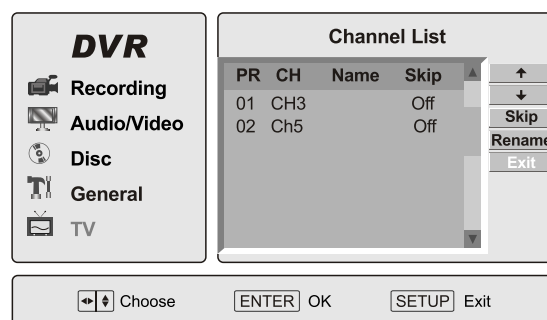 DVR
Recording
Audio/Video
Disc
General
TV
Channel List
PR CH Name Skip
01 CH3 Off
02 Ch5 Off
Skip
Rename
Exit
Choose ENTER OK SETUP Exit